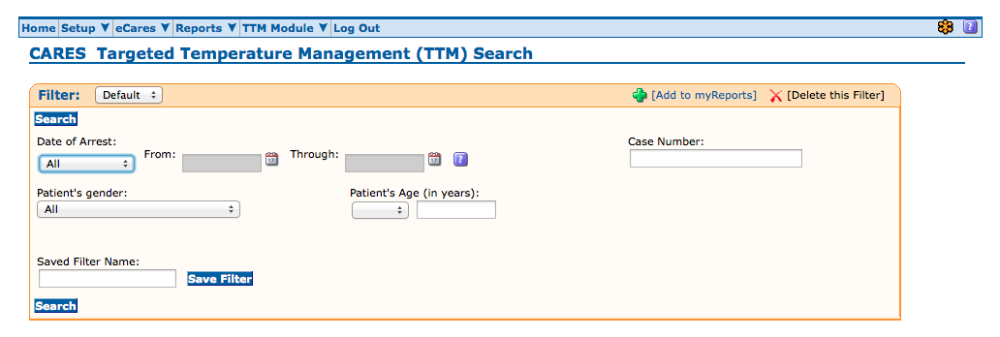 Home Setup eCares Reports TTM Module Log Out ?
CARES Targeted Temperature Management (TTM) Search
Filter: Default [Add to myReports] [Delete this Filter]
Search
Date of Arrest: Case Number:
All From: Through: ?
Patient's gender: Patient's Age (in years):
All
Saved Filter Name:
Save Filter
Search